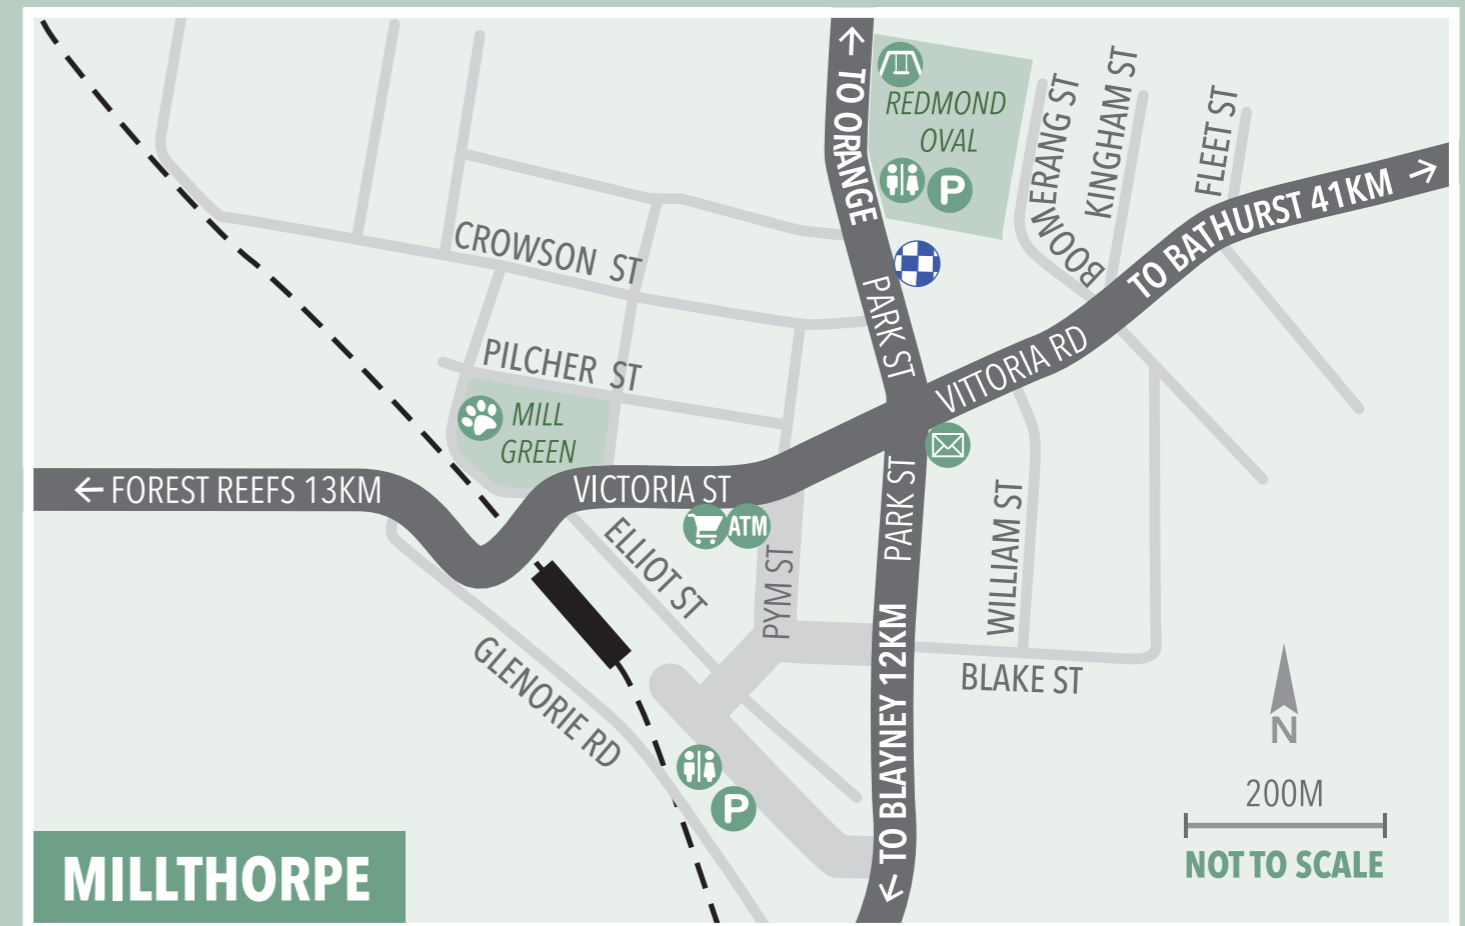 TO ORANGE
REDMOND
OVAL
P
BOOMERANG ST
KINGHAM ST
FLEET ST
TO BATHURST 41KM
CROWSON ST
PARK ST
VITTORIA RD
PILCHER ST
MILL
GREEN
FOREST REEFS 13KM
VICTORIA ST
ATM
ELLIOT ST
PYM ST
PARK ST
WILLIAM ST
BLAKE ST
GLENORIE RD
P
TO BLAYNEY 12KM
N
200M
NOT TO SCALE
MILLTHORPE